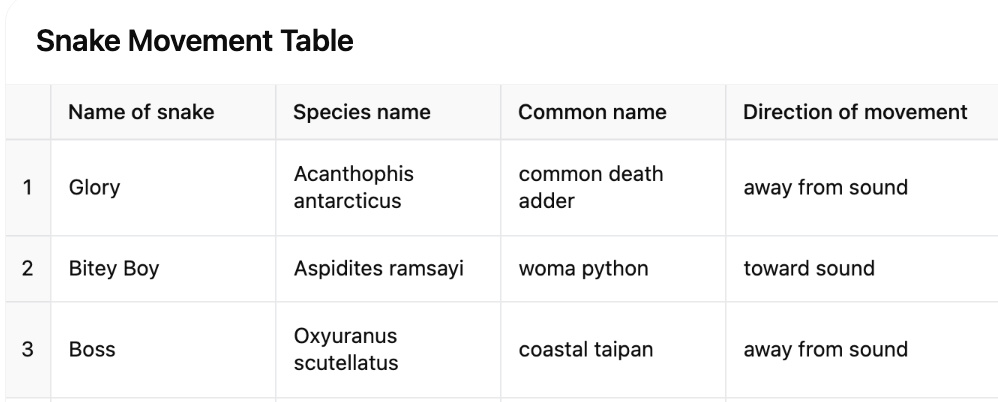 Snake Movement Table
Name of snake Species name Common name Direction of movement
1 Glory Acanthophis antarcticus common death adder away from sound
2 Bitey Boy Aspidites ramsayi woma python toward sound
3 Boss Oxyuranus scutellatus coastal taipan away from sound